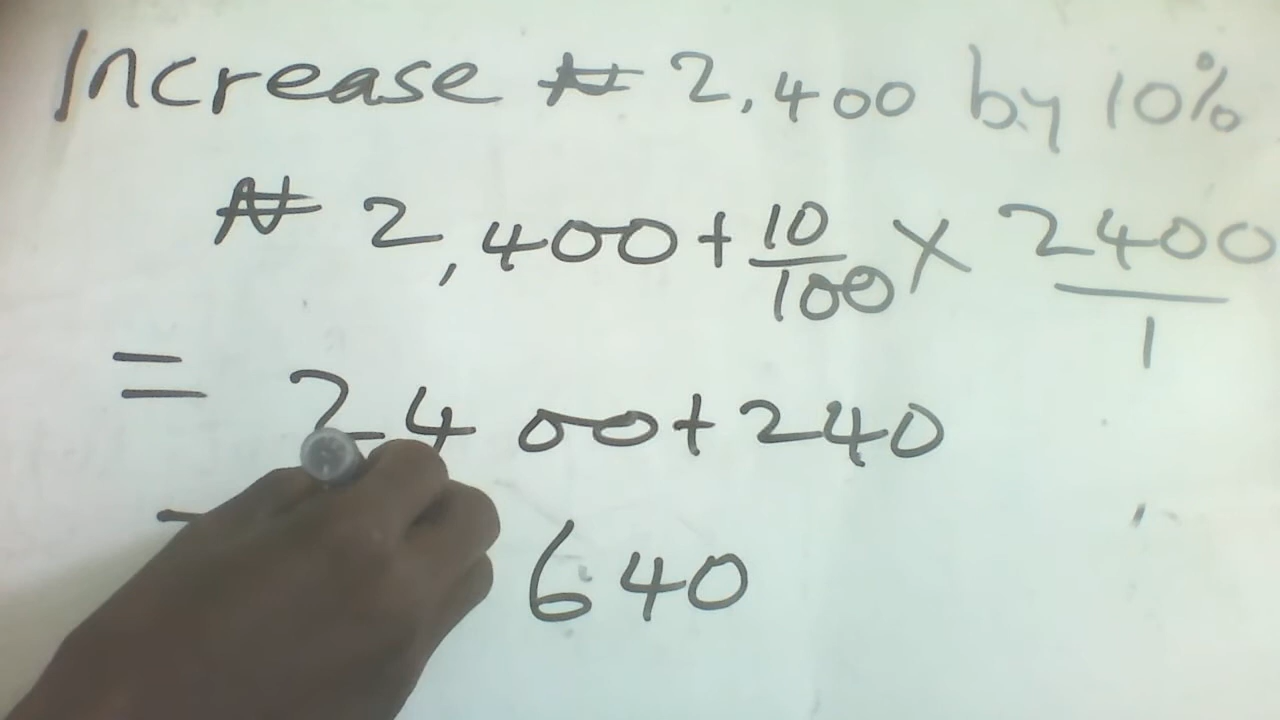 Increase ₦ 2,400 by 10%
₦ 2,400 + 10/100 × 2400/1
= 2400 + 240
640